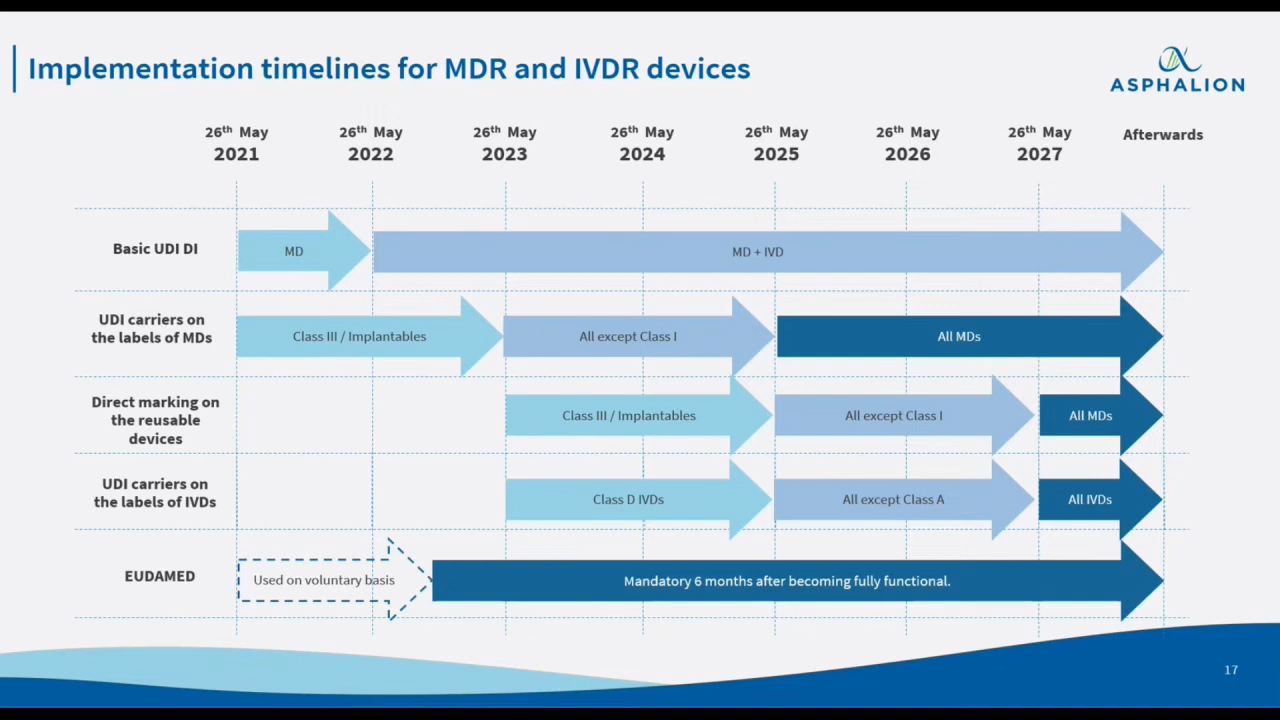 Implementation timelines for MDR and IVDR devices
ASPHALION
26th May
2021
26th May
2022
26th May
2023
26th May
2024
26th May
2025
26th May
2026
26th May
2027
Afterwards
Basic UDI DI
MD
MD + IVD
UDI carriers on
the labels of MDs
Class III / Implantables
All except Class I
All MDs
Direct marking on
the reusable
devices
Class III / Implantables
All except Class I
All MDs
UDI carriers on
the labels of IVDs
Class D IVDs
All except Class A
All IVDs
EUDAMED
Used on voluntary basis
Mandatory 6 months after becoming fully functional.
17